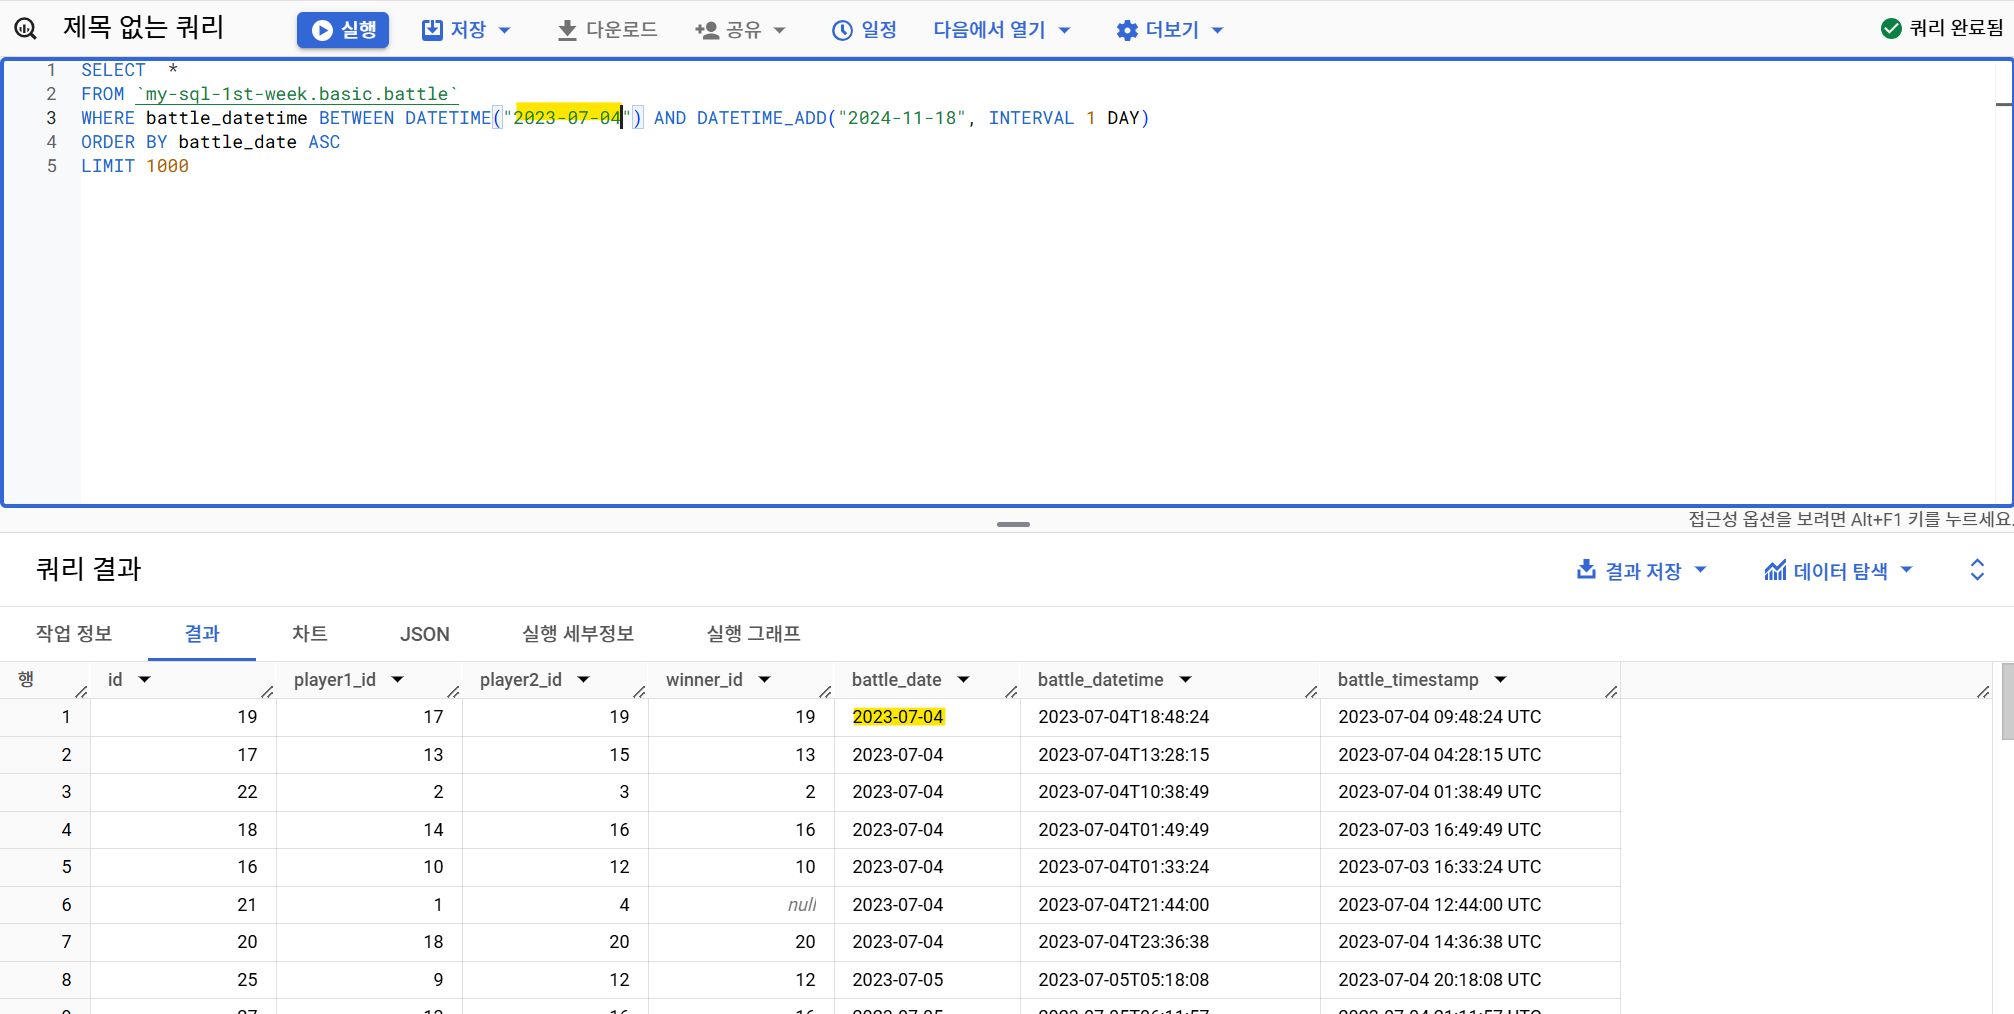 제목 없는 쿼리 실행 저장 다운로드 공유 일정 다음에서 열기 더보기 쿼리 완료됨
1 SELECT *
2 FROM `my-sql-1st-week.basic.battle`
3 WHERE battle_datetime BETWEEN DATETIME("2023-07-04") AND DATETIME_ADD("2024-11-18", INTERVAL 1 DAY)
4 ORDER BY battle_date ASC
5 LIMIT 1000
접근성 옵션을 보려면 Alt+F1 키를 누르세요.
쿼리 결과 결과 저장 데이터 탐색
작업 정보 결과 차트 JSON 실행 세부정보 실행 그래프
행 id player1_id player2_id winner_id battle_date battle_datetime battle_timestamp
1 19 17 19 19 2023-07-04 2023-07-04T18:48:24 2023-07-04 09:48:24 UTC
2 17 13 15 13 2023-07-04 2023-07-04T13:28:15 2023-07-04 04:28:15 UTC
3 22 2 3 2 2023-07-04 2023-07-04T10:38:49 2023-07-04 01:38:49 UTC
4 18 14 16 16 2023-07-04 2023-07-04T01:49:49 2023-07-03 16:49:49 UTC
5 16 10 12 10 2023-07-04 2023-07-04T01:33:24 2023-07-03 16:33:24 UTC
6 21 1 4 null 2023-07-04 2023-07-04T21:44:00 2023-07-04 12:44:00 UTC
7 20 18 20 20 2023-07-04 2023-07-04T23:36:38 2023-07-04 14:36:38 UTC
8 25 9 12 12 2023-07-05 2023-07-05T05:18:08 2023-07-04 20:18:08 UTC